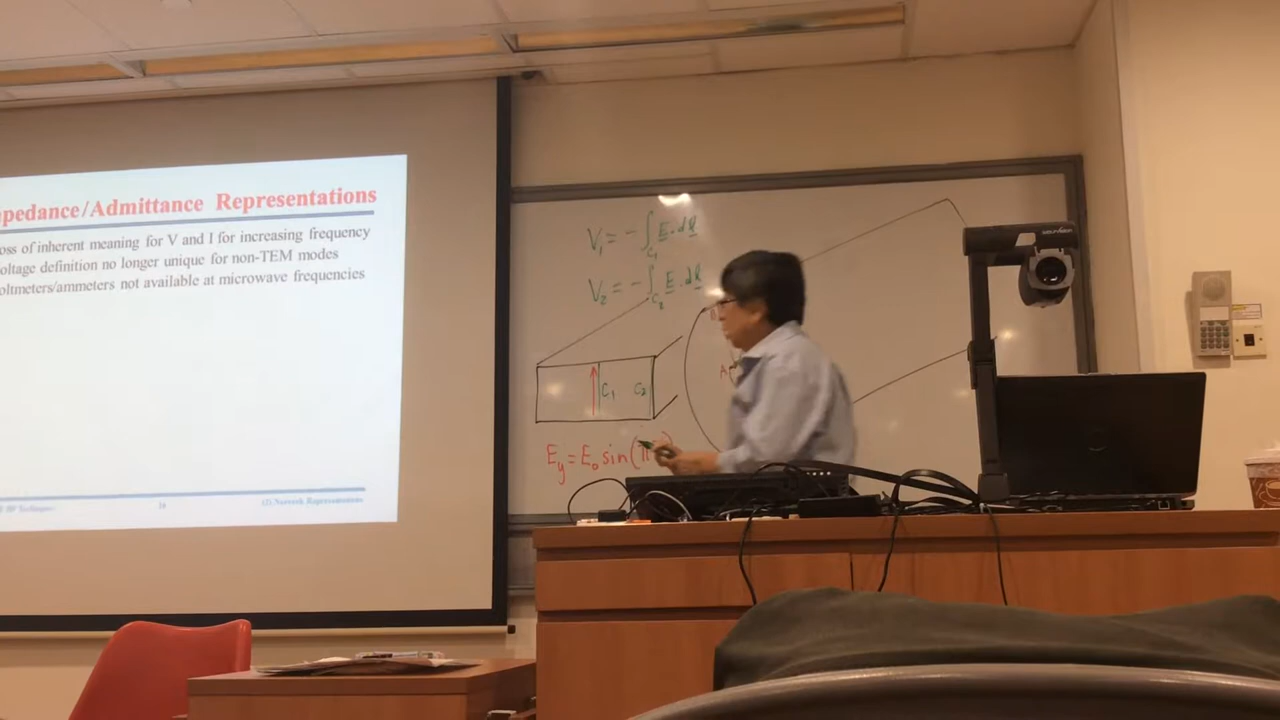 pedance/Admittance Representations
oss of inherent meaning for V and I for increasing frequency
oltage definition no longer unique for non-TEM modes
oltmeters/ammeters not available at microwave frequencies
(2) Network Representations
V₁ = - ∫C₁ E · dl
V₂ = - ∫C₂ E · dl
C₁ C₂
A
E_y = E₀ sin(π